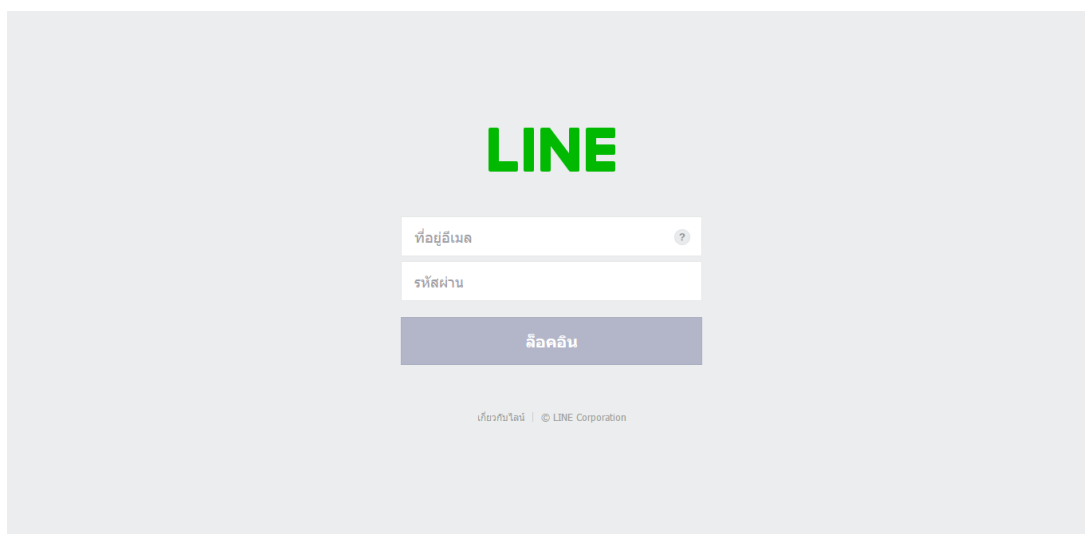 LINE
ที่อยู่อีเมล ?
รหัสผ่าน
ล็อคอิน
เกี่ยวกับไลน์ | © LINE Corporation